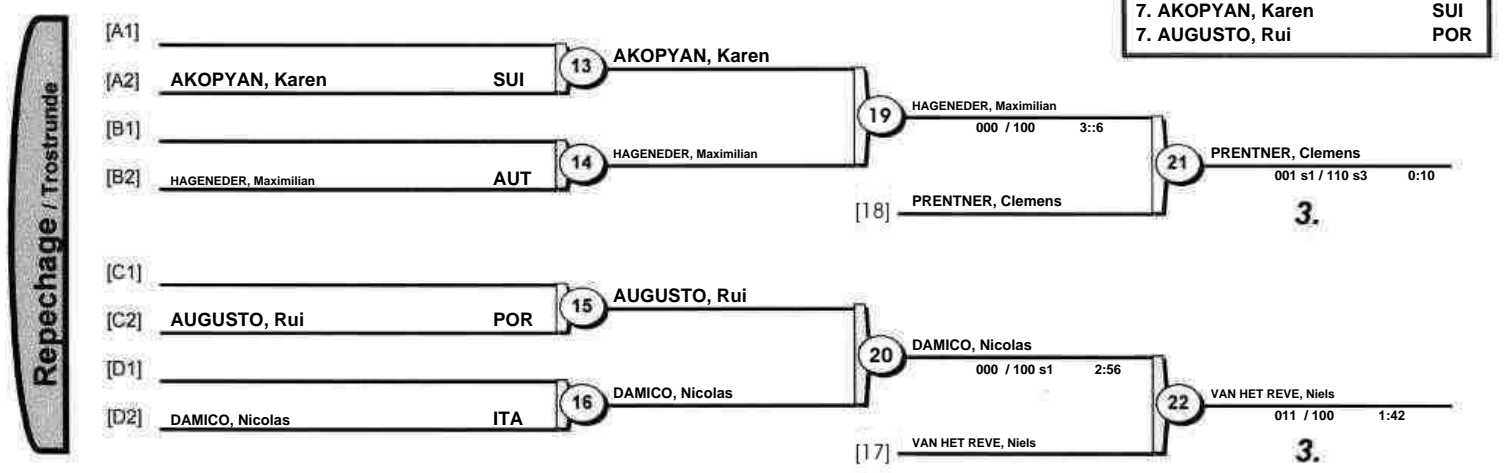 7. AKOPYAN, Karen SUI
7. AUGUSTO, Rui POR
Repechage / Trostrunde
[A1]
[A2] AKOPYAN, Karen SUI
13
AKOPYAN, Karen
[B1]
[B2] HAGENEDER, Maximilian AUT
14
HAGENEDER, Maximilian
19
HAGENEDER, Maximilian
000 / 100 3::6
[18] PRENTNER, Clemens
21
PRENTNER, Clemens
001 s1 / 110 s3 0:10
3.
[C1]
[C2] AUGUSTO, Rui POR
15
AUGUSTO, Rui
[D1]
[D2] DAMICO, Nicolas ITA
16
DAMICO, Nicolas
20
DAMICO, Nicolas
000 / 100 s1 2:56
[17] VAN HET REVE, Niels
22
VAN HET REVE, Niels
011 / 100 1:42
3.